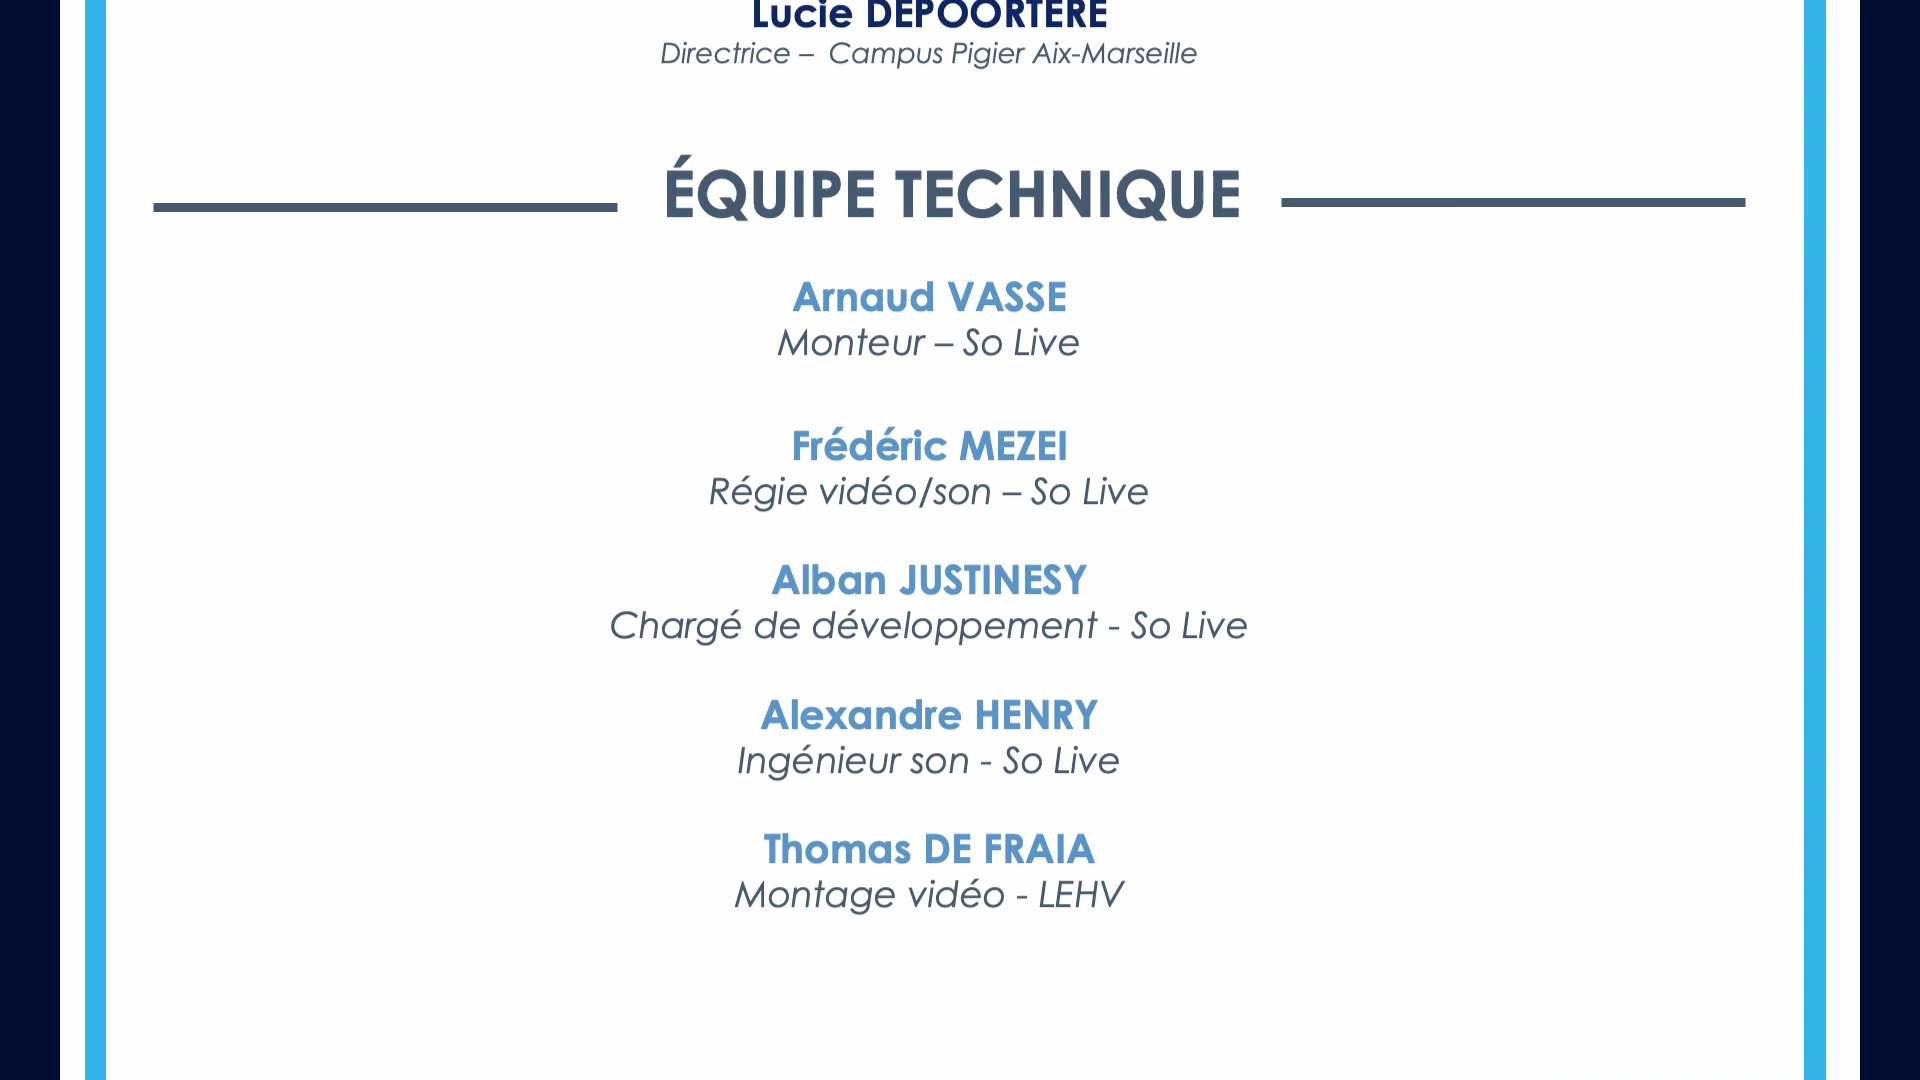 Lucie DEPOORTERE
Directrice – Campus Pigier Aix-Marseille
ÉQUIPE TECHNIQUE
Arnaud VASSE
Monteur – So Live
Frédéric MEZEI
Régie vidéo/son – So Live
Alban JUSTINESY
Chargé de développement - So Live
Alexandre HENRY
Ingénieur son - So Live
Thomas DE FRAIA
Montage vidéo - LEHV